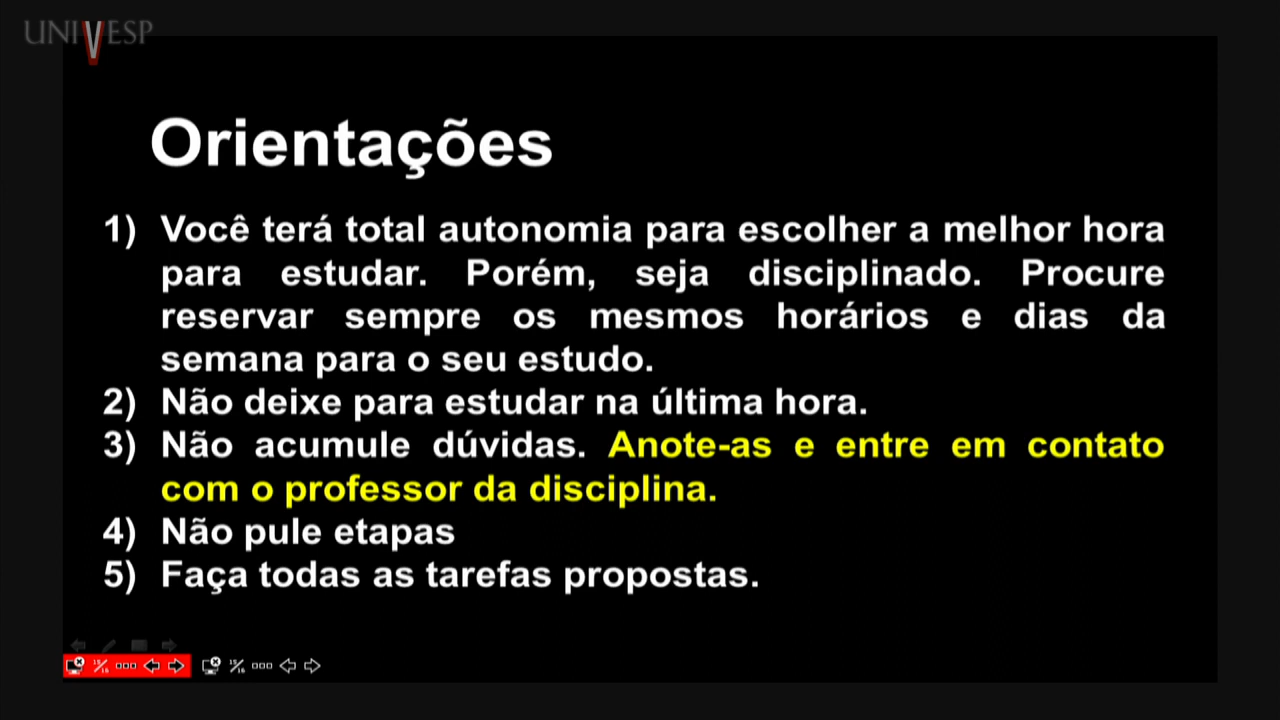 UNIVESP
Orientações
1) Você terá total autonomia para escolher a melhor hora
para estudar. Porém, seja disciplinado. Procure
reservar sempre os mesmos horários e dias da
semana para o seu estudo.
2) Não deixe para estudar na última hora.
3) Não acumule dúvidas. Anote-as e entre em contato
com o professor da disciplina.
4) Não pule etapas
5) Faça todas as tarefas propostas.